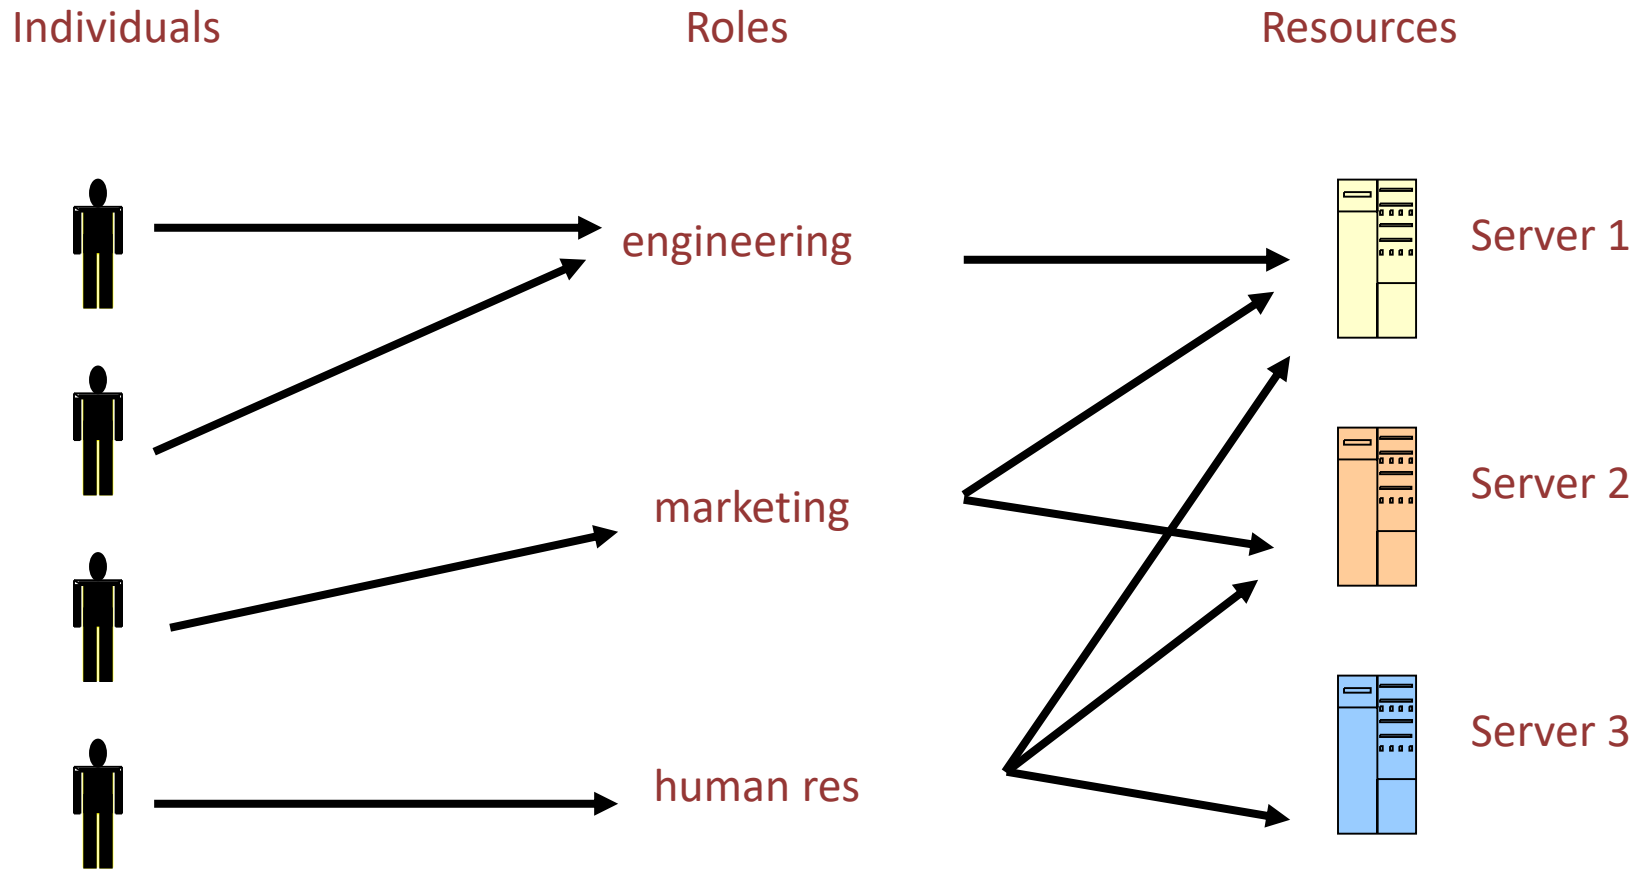 Individuals Roles Resources
engineering Server 1
marketing Server 2
human res Server 3